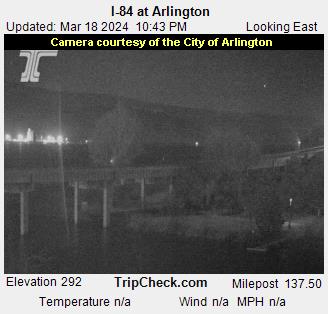 I-84 at Arlington
Updated: Mar 18 2024 10:43 PM Looking East
Camera courtesy of the City of Arlington
Elevation 292 TripCheck.com Milepost 137.50
Temperature n/a Wind n/a MPH n/a